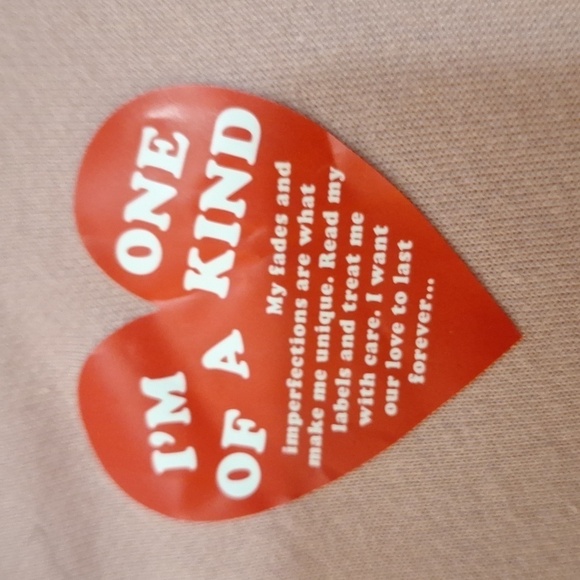 I'M ONE
OF A KIND
My fades and
imperfections are what
make me unique. Read my
labels and treat me
with care. I want
our love to last
forever...